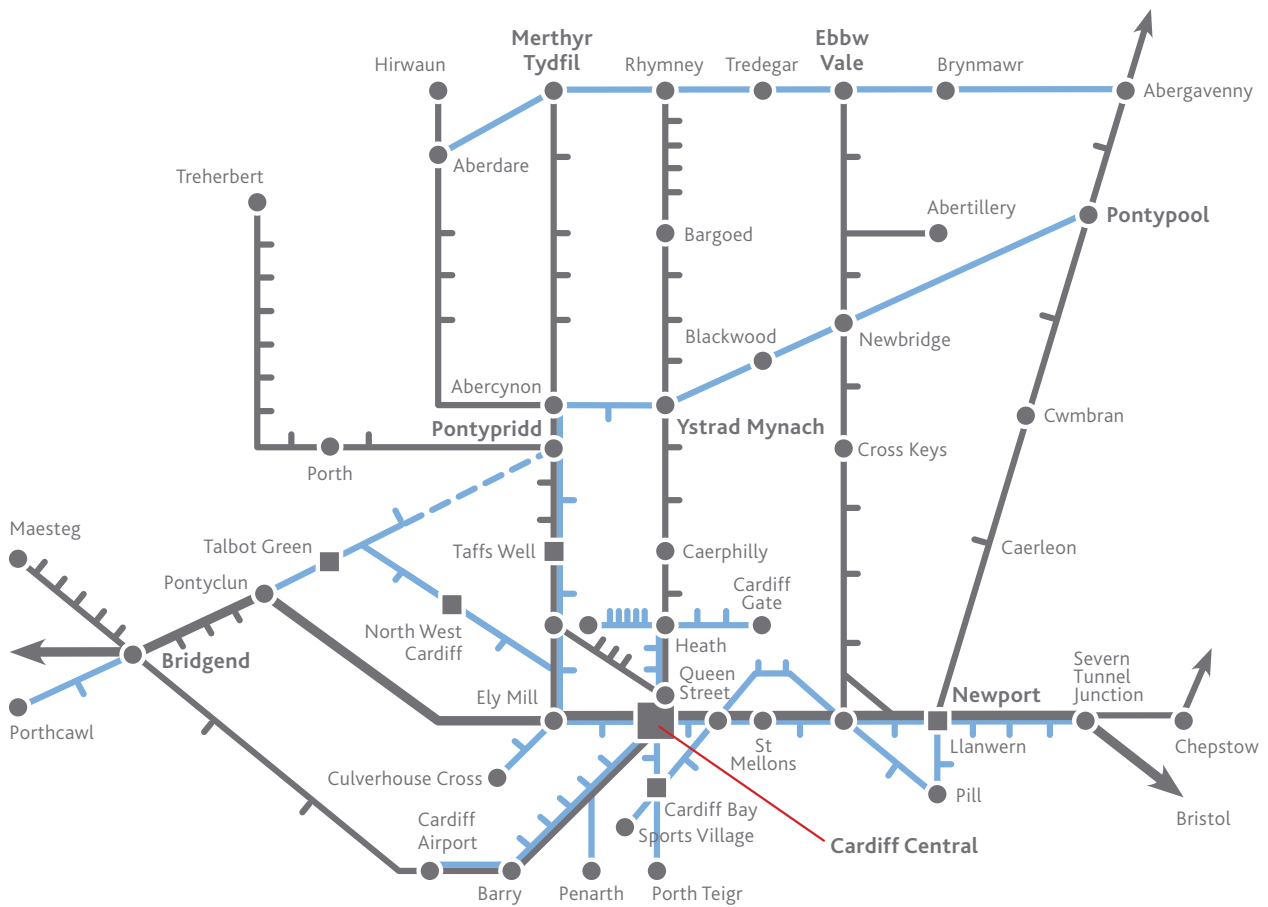 Merthyr
Tydfil
Ebbw
Vale
Hirwaun
Rhymney
Tredegar
Brynmawr
Abergavenny
Aberdare
Treherbert
Abertillery
Pontypool
Bargoed
Blackwood
Newbridge
Abercynon
Pontypridd
Ystrad Mynach
Cwmbran
Porth
Cross Keys
Maesteg
Talbot Green
Taffs Well
Caerphilly
Caerleon
Pontyclun
Cardiff
Gate
North West
Cardiff
Heath
Bridgend
Queen
Street
Severn
Tunnel
Junction
Ely Mill
Newport
Porthcawl
St
Mellons
Llanwern
Chepstow
Culverhouse Cross
Pill
Cardiff
Airport
Cardiff Bay
Sports Village
Bristol
Cardiff Central
Barry
Penarth
Porth Teigr